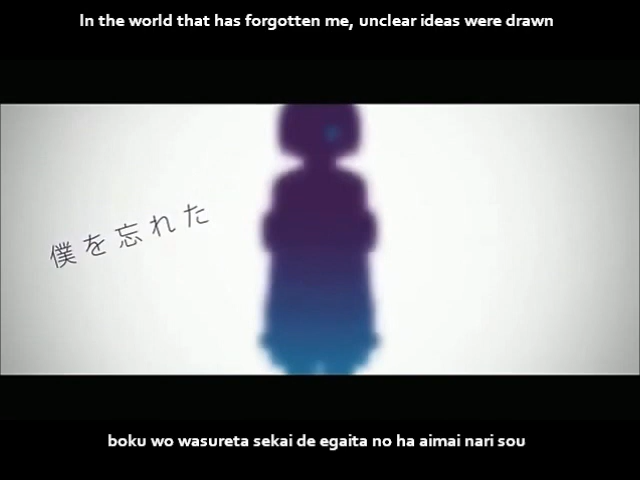 In the world that has forgotten me, unclear ideas were drawn
僕を忘れた
boku wo wasureta sekai de egaita no ha aimai nari sou